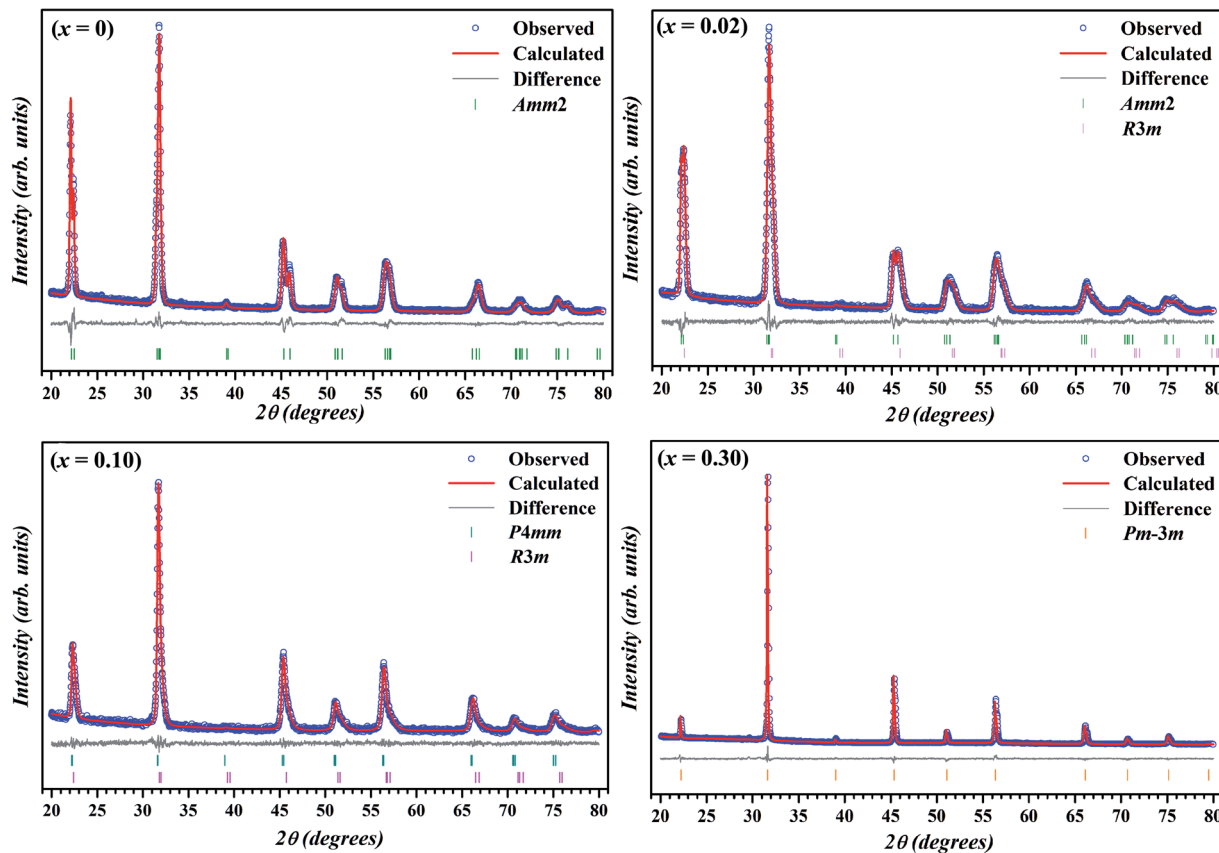 (x = 0)
Observed
Calculated
Difference
Amm2
Intensity (arb. units)
20 25 30 35 40 45 50 55 60 65 70 75 80
2θ (degrees)
(x = 0.02)
Observed
Calculated
Difference
Amm2
R3m
Intensity (arb. units)
20 25 30 35 40 45 50 55 60 65 70 75 80
2θ (degrees)
(x = 0.10)
Observed
Calculated
Difference
P4mm
R3m
Intensity (arb. units)
20 25 30 35 40 45 50 55 60 65 70 75 80
2θ (degrees)
(x = 0.30)
Observed
Calculated
Difference
Pm-3m
Intensity (arb. units)
20 25 30 35 40 45 50 55 60 65 70 75 80
2θ (degrees)